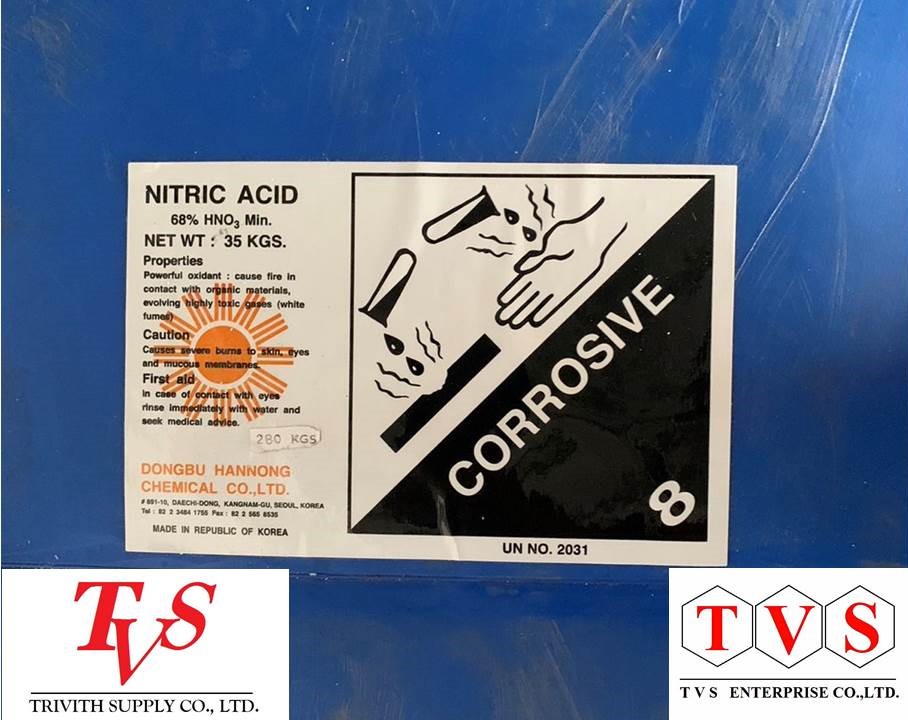 NITRIC ACID
68% HNO₃ Min.
NET WT : 35 KGS.
Properties
Powerful oxidant : cause fire in
contact with organic materials,
evolving highly toxic gases (white
fumes)
Caution
Causes severe burns to skin, eyes
and mucous membranes.
First aid
in case of contact with eyes
rinse immediately with water and
seek medical advice.
280 KGS
DONGBU HANNONG
CHEMICAL CO.,LTD.
# 891-10, DAECHI-DONG, KANGNAM-GU, SEOUL, KOREA
Tel : 82 2 3484 1755 Fax : 82 2 565 8535
MADE IN REPUBLIC OF KOREA
CORROSIVE
8
UN NO. 2031
TVS
TRIVITH SUPPLY CO., LTD.
T V S
T V S ENTERPRISE CO.,LTD.